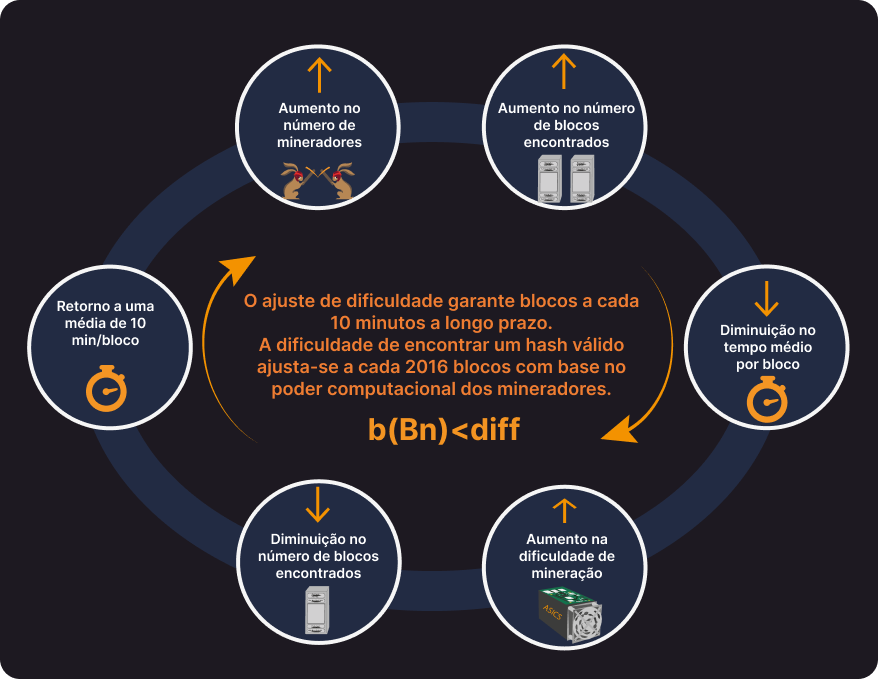 Aumento no
número de
mineradores
Aumento no número
de blocos
encontrados
Retorno a uma
média de 10
min/bloco
O ajuste de dificuldade garante blocos a cada
10 minutos a longo prazo.
A dificuldade de encontrar um hash válido
ajusta-se a cada 2016 blocos com base no
poder computacional dos mineradores.
b(Bn)<diff
Diminuição no
tempo médio
por bloco
Diminuição no
número de blocos
encontrados
Aumento na
dificuldade de
mineração
ASICS